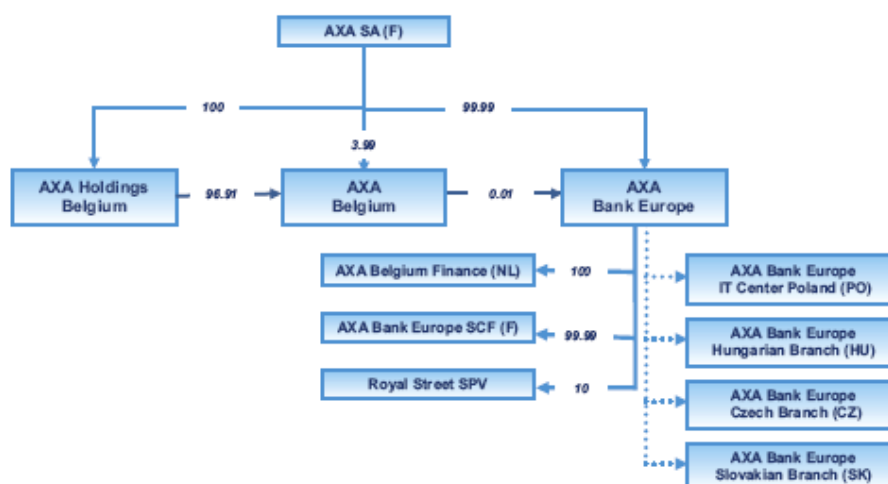 AXA SA (F)
100
99.99
3.99
AXA Holdings
Belgium
96.91
AXA
Belgium
0.01
AXA
Bank Europe
AXA Belgium Finance (NL)
100
AXA Bank Europe
IT Center Poland (PO)
AXA Bank Europe SCF (F)
99.99
AXA Bank Europe
Hungarian Branch (HU)
Royal Street SPV
10
AXA Bank Europe
Czech Branch (CZ)
AXA Bank Europe
Slovakian Branch (SK)